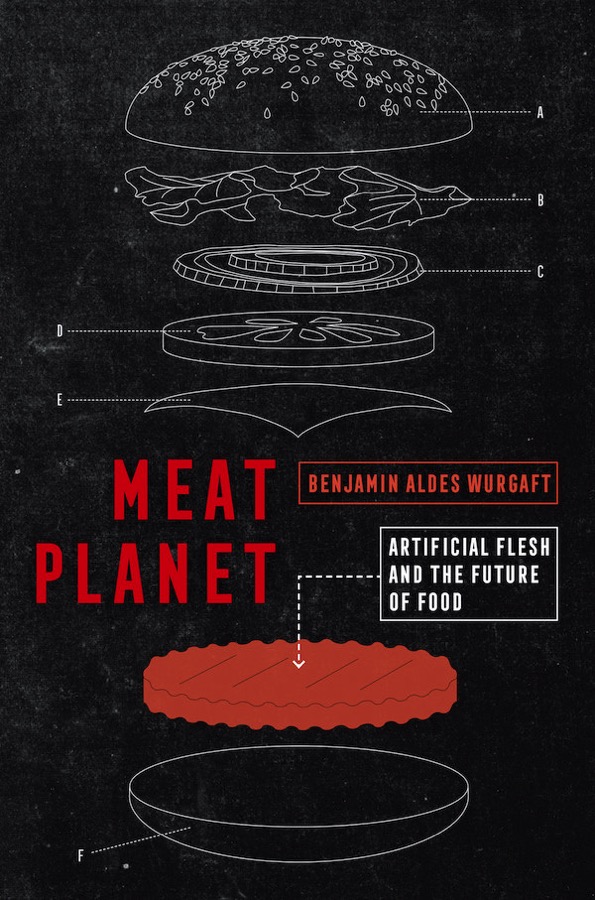 A
B
C
D
E
MEAT
PLANET
BENJAMIN ALDES WURGAFT
ARTIFICIAL FLESH
AND THE FUTURE
OF FOOD
F